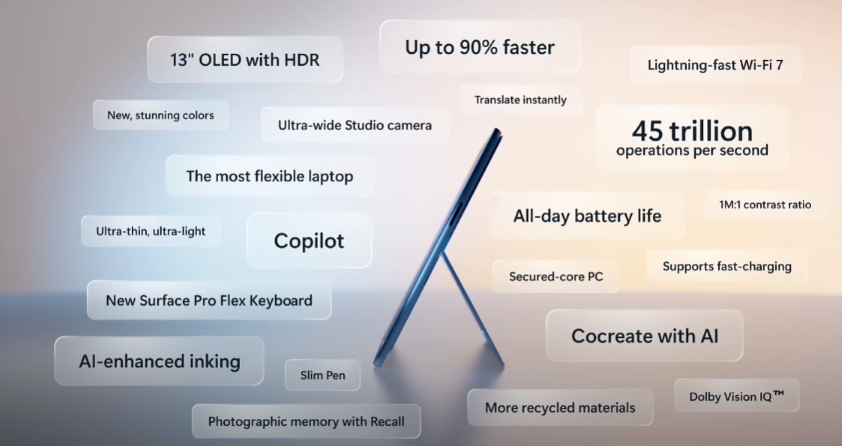 13" OLED with HDR
Up to 90% faster
Lightning-fast Wi-Fi 7
Translate instantly
New, stunning colors
Ultra-wide Studio camera
45 trillion
operations per second
The most flexible laptop
1M:1 contrast ratio
All-day battery life
Ultra-thin, ultra-light
Copilot
Supports fast-charging
Secured-core PC
New Surface Pro Flex Keyboard
Cocreate with AI
AI-enhanced inking
Slim Pen
Dolby Vision IQ™
More recycled materials
Photographic memory with Recall